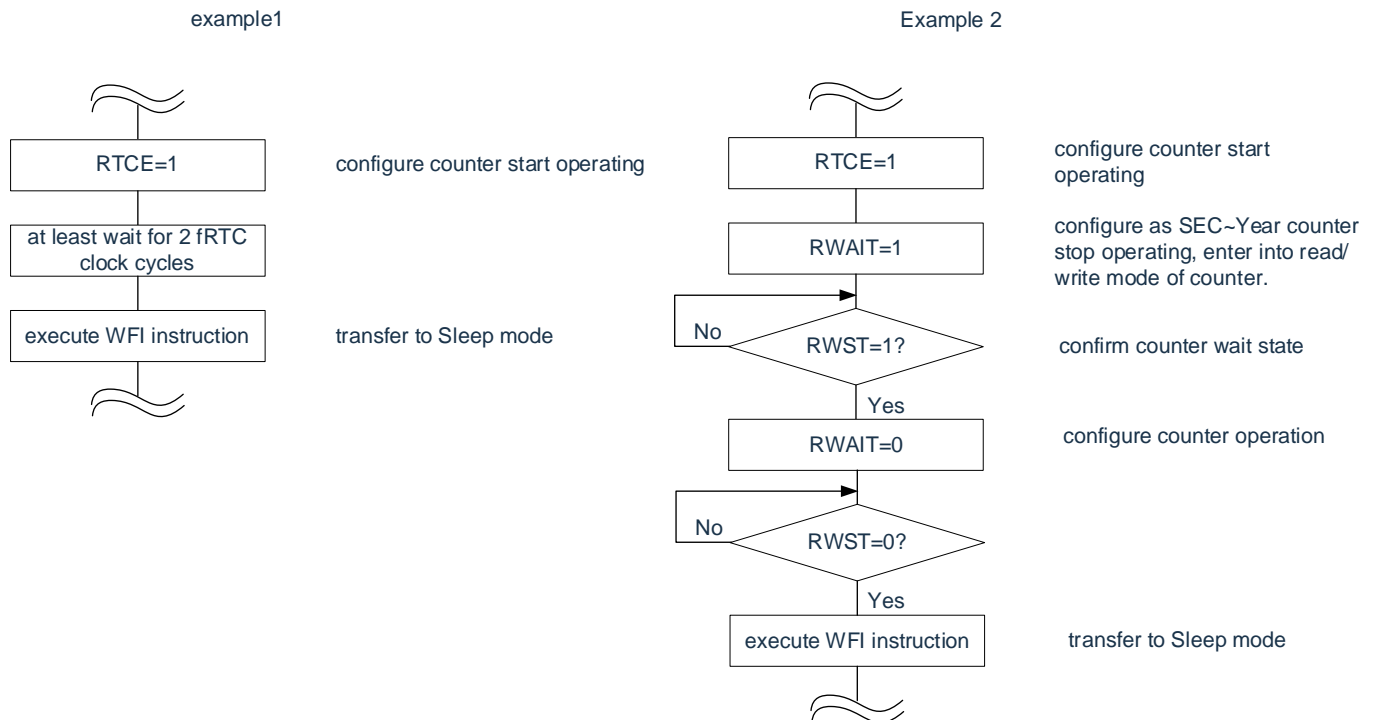 example1
RTCE=1
configure counter start operating
at least wait for 2 fRTC
clock cycles
execute WFI instruction
transfer to Sleep mode
Example 2
RTCE=1
configure counter start
operating
RWAIT=1
configure as SEC~Year counter
stop operating, enter into read/
write mode of counter.
No
RWST=1?
confirm counter wait state
Yes
RWAIT=0
configure counter operation
No
RWST=0?
Yes
execute WFI instruction
transfer to Sleep mode